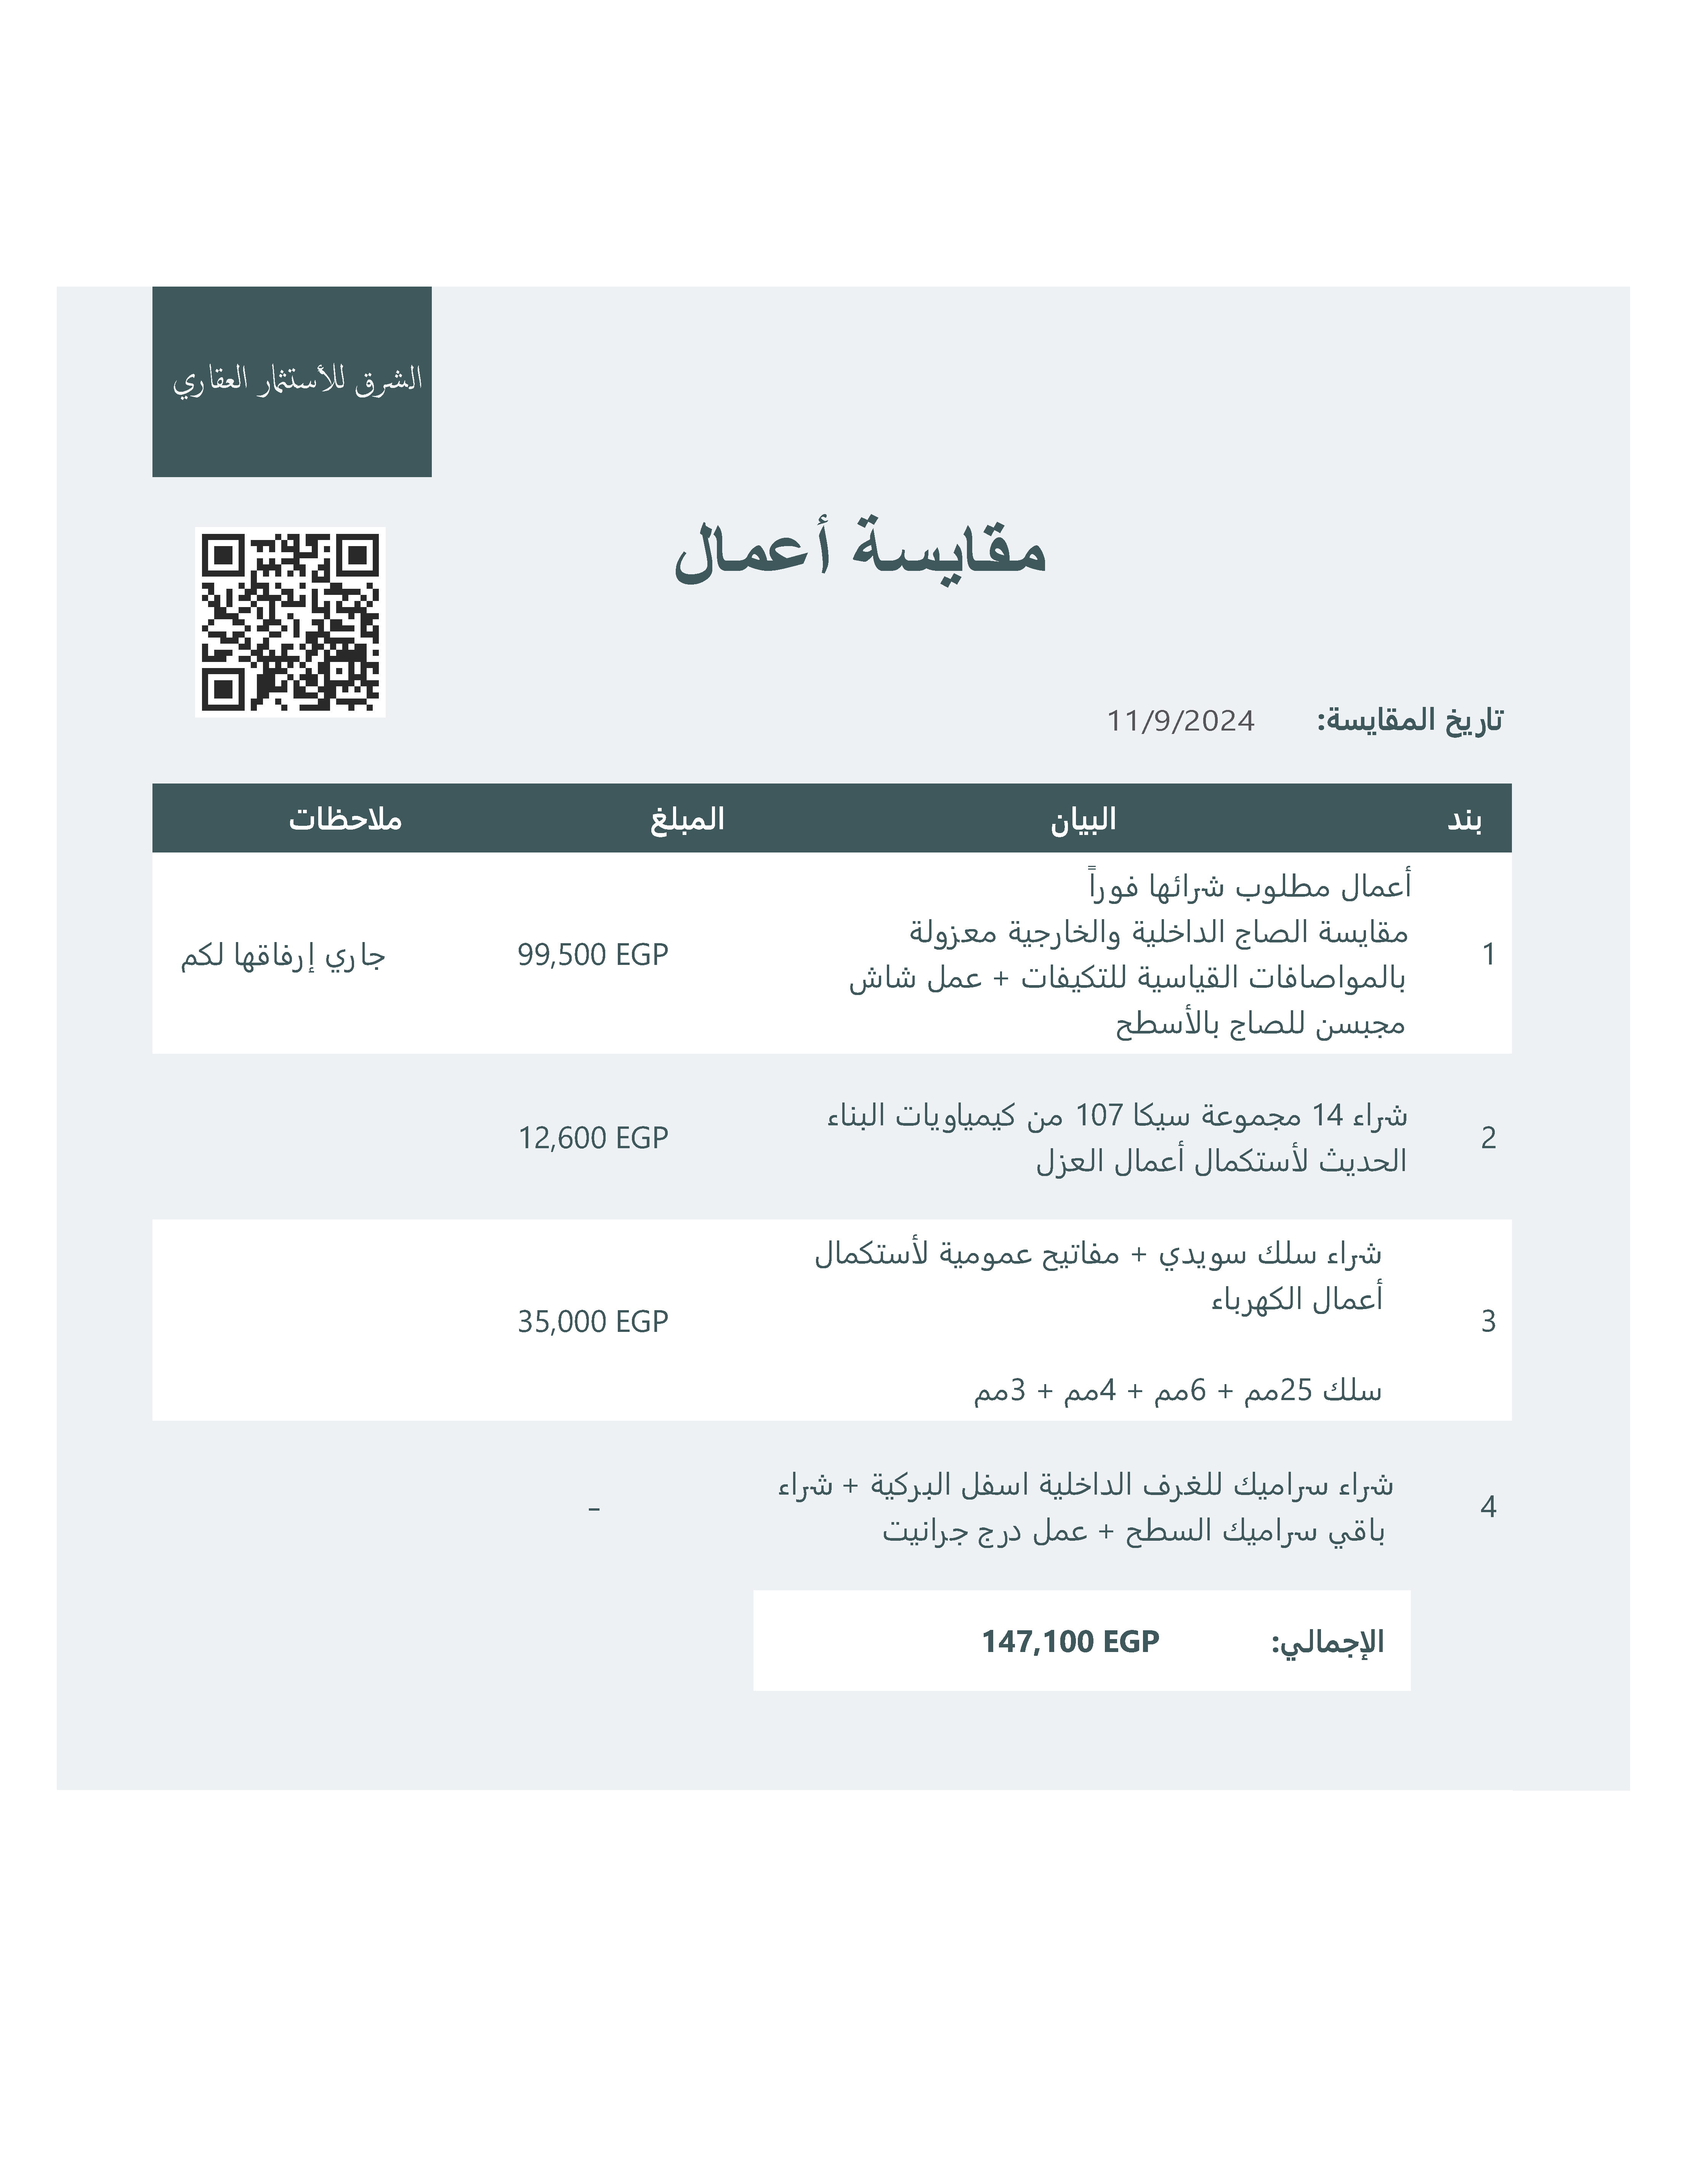 الشرق للأستثمار العقاري
مقايسة أعمال
تاريخ المقايسة: 11/9/2024
بند البيان المبلغ ملاحظات
أعمال مطلوب شرائها فوراً
مقايسة الصاج الداخلية والخارجية معزولة
بالمواصافات القياسية للتكيفات + عمل شاش
مجبسن للصاج بالأسطح
1 99,500 EGP جاري إرفاقها لكم
شراء 14 مجموعة سيكا 107 من كيمياويات البناء
الحديث لأستكمال أعمال العزل
2 12,600 EGP
شراء سلك سويدي + مفاتيح عمومية لأستكمال
أعمال الكهرباء
3 35,000 EGP
سلك 25مم + 6مم + 4مم + 3مم
شراء سراميك للغرف الداخلية اسفل البركية + شراء
باقي سراميك السطح + عمل درج جرانيت
4 -
الإجمالي: 147,100 EGP